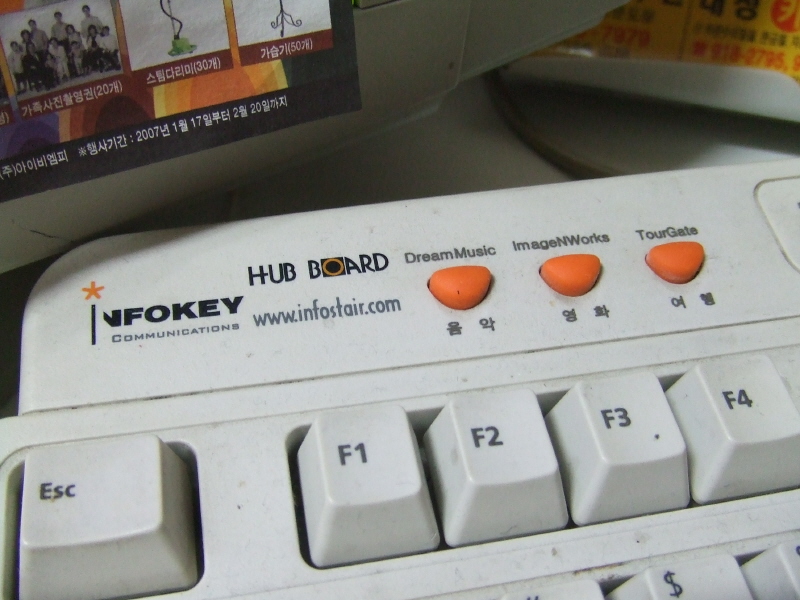 가족사진촬영권(20개)
스팀다리미(30개)
가습기(50개)
(주)아이비엠피 ※행사기간 : 2007년 1월 17일부터 2월 20일까지
7979
HUB BOARD
INFOKEY
COMMUNICATIONS
www.infostair.com
DreamMusic
ImageNWorks
TourGate
음 악
영 화
여 행
Esc
F1
F2
F3
F4
$